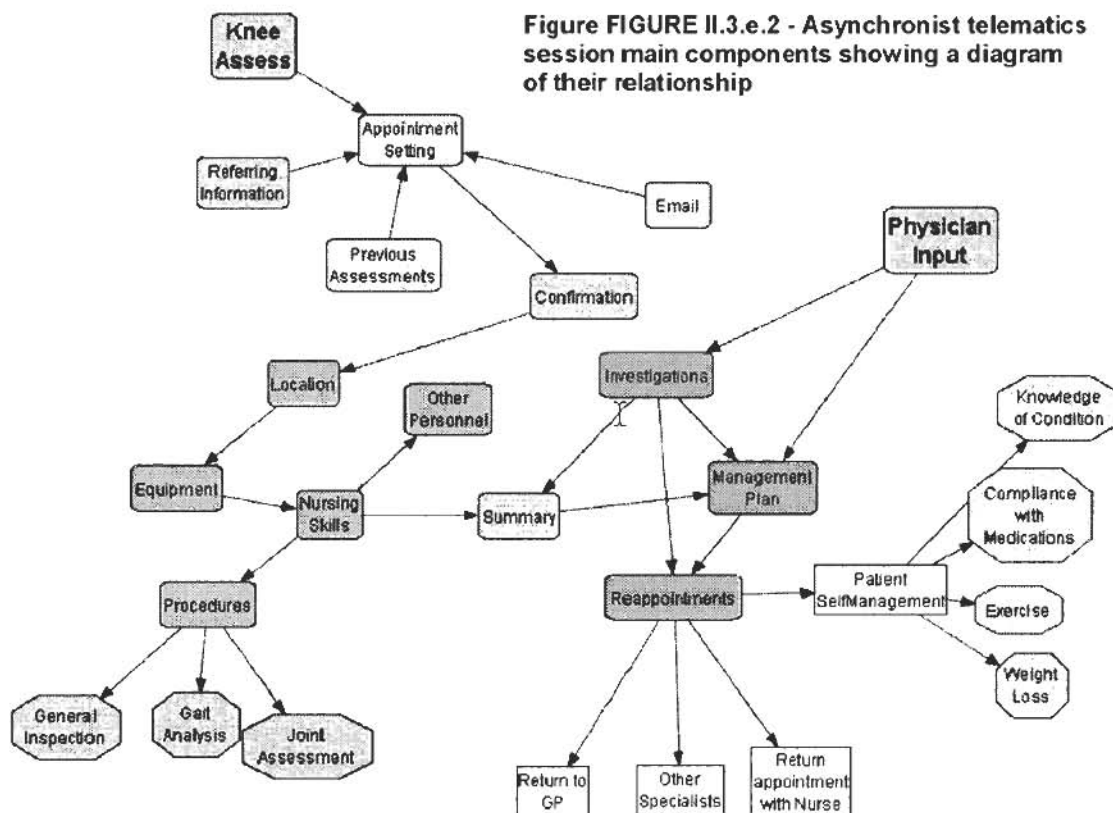 Figure FIGURE II.3.e.2 - Asynchronist telematics
session main components showing a diagram
of their relationship
Knee
Assess
Appointment
Setting
Referring
Information
Email
Previous
Assessments
Physician
Input
Confirmation
Location
Investigations
Other
Personnel
Knowledge
of Condition
Equipment
Nursing
Skills
Summary
Management
Plan
Compliance
with
Medications
Procedures
Reappointments
Patient
SelfManagement
Exercise
Weight
Loss
General
Inspection
Gait
Analysis
Joint
Assessment
Return to
GP
Other
Specialists
Return
appointment
with Nurse